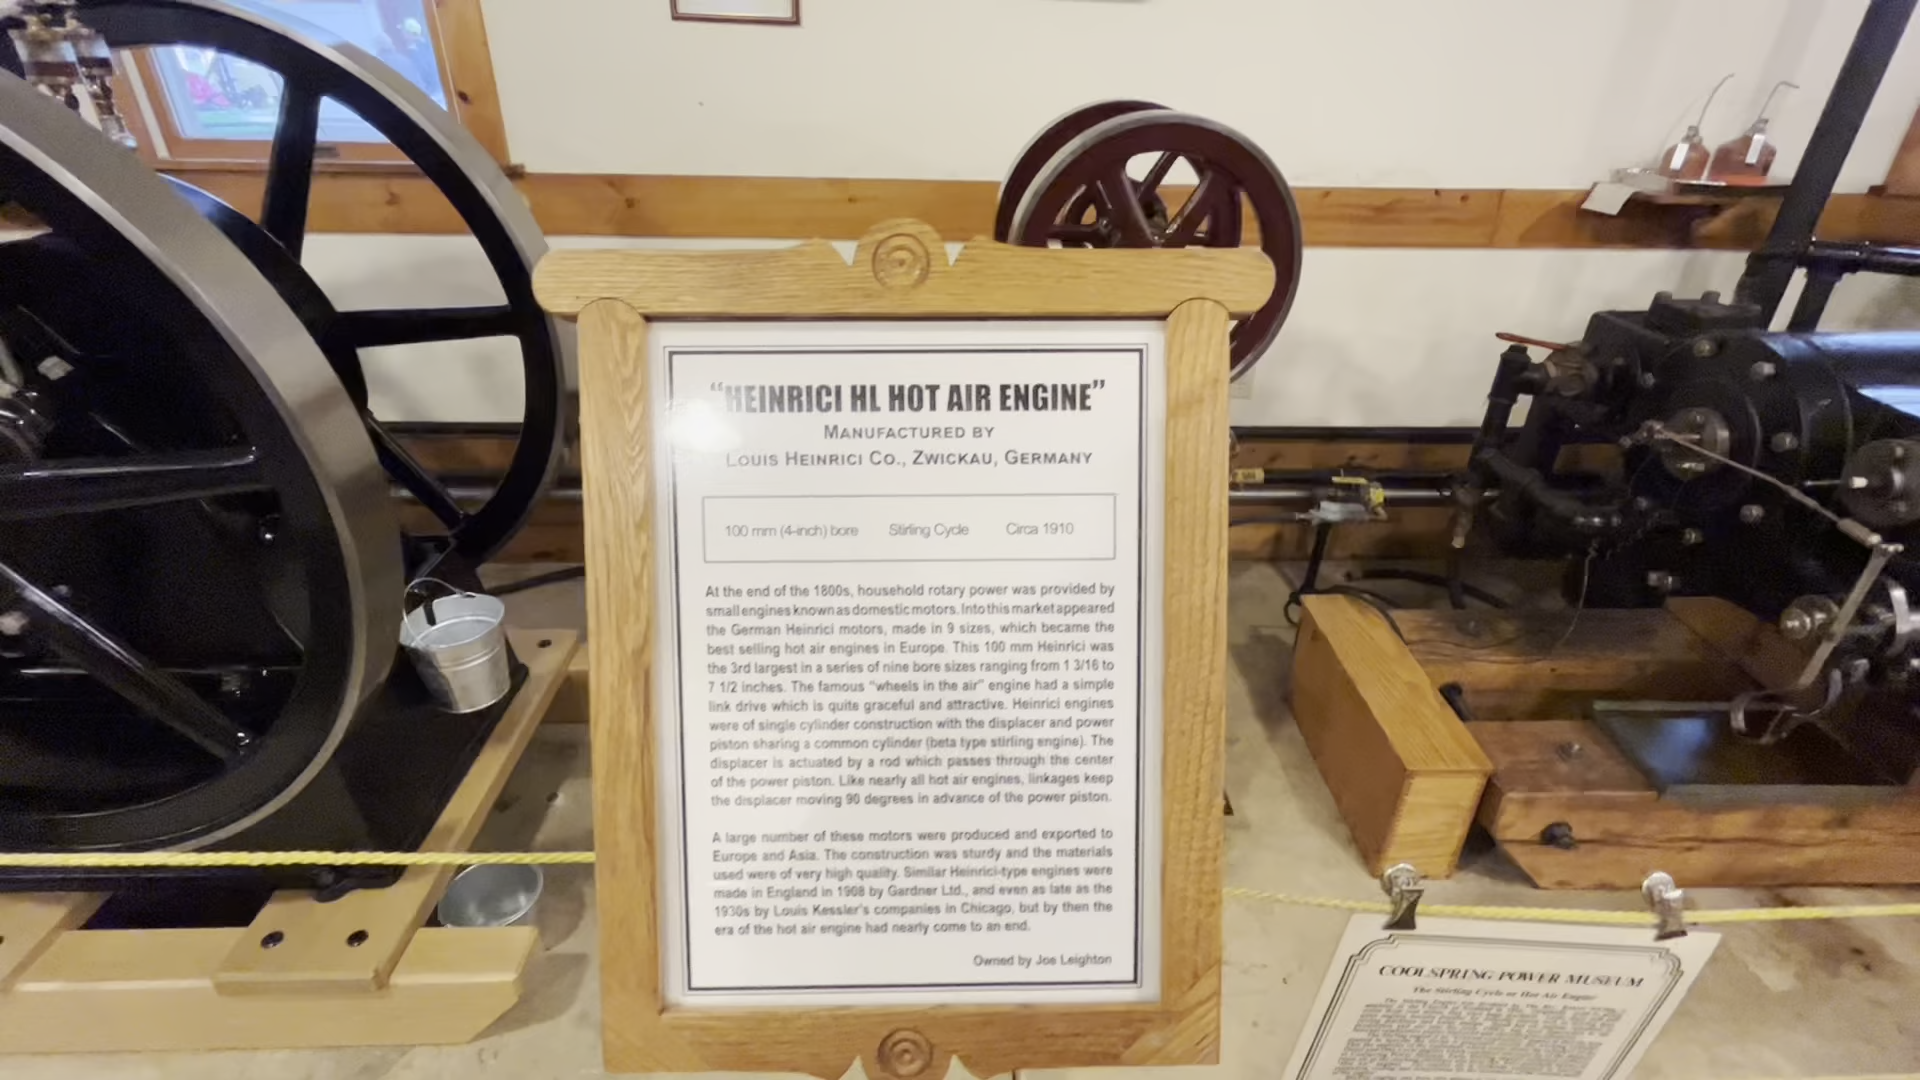 "HEINRICI HL HOT AIR ENGINE"
MANUFACTURED BY
LOUIS HEINRICI CO., ZWICKAU, GERMANY
100 mm (4-inch) bore Stirling Cycle Circa 1910
At the end of the 1800s, household rotary power was provided by
small engines known as domestic motors. Into this market appeared
the German Heinrici motors, made in 9 sizes, which became the
best selling hot air engines in Europe. This 100 mm Heinrici was
the 3rd largest in a series of nine bore sizes ranging from 1 3/16 to
7 1/2 inches. The famous "wheels in the air" engine had a simple
link drive which is quite graceful and attractive. Heinrici engines
were of single cylinder construction with the displacer and power
piston sharing a common cylinder (beta type stirling engine). The
displacer is actuated by a rod which passes through the center
of the power piston. Like nearly all hot air engines, linkages keep
the displacer moving 90 degrees in advance of the power piston.
A large number of these motors were produced and exported to
Europe and Asia. The construction was sturdy and the materials
used were of very high quality. Similar Heinrici-type engines were
made in England in 1908 by Gardner Ltd., and even as late as the
1930s by Louis Kessler's companies in Chicago, but by then the
era of the hot air engine had nearly come to an end.
Owned by Joe Leighton
COOLSPRING POWER MUSEUM
The Stirling Cycle or Hot Air Engine